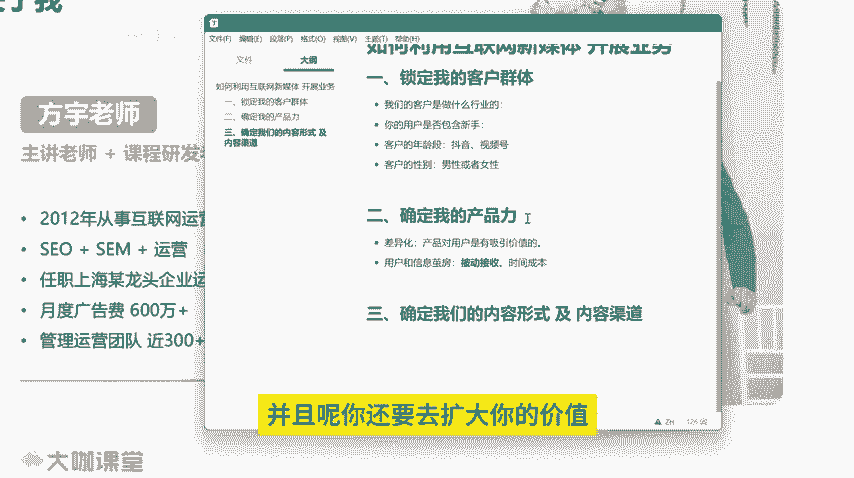 方宇老师
主讲老师 + 课程研发
• 2012年从事互联网运营
• SEO + SEM + 运营
• 任职上海某龙头企业运
• 月度广告费 600万+
• 管理运营团队 近300+
大咖课堂
文件(F) 编辑(E) 段落(P) 格式(O) 视图(V) 主题(T) 帮助(H)
文件 大纲
如何利用互联网新媒体 开展业务
一、锁定我的客户群体
二、确定我的产品力
三、确定我们的内容形式 及
内容渠道
如何利用互联网新媒体 开展业务
一、锁定我的客户群体
• 我们的客户是做什么行业的:
• 你的用户是否包含新手:
• 客户的年龄段: 抖音、视频号
• 客户的性别: 男性或者女性
二、确定我的产品力
• 差异化: 产品对用户是有吸引价值的。
• 用户和信息茧房: 被动接收。时间成本
三、确定我们的内容形式 及 内容渠道
并且呢你还要去扩大你的价值